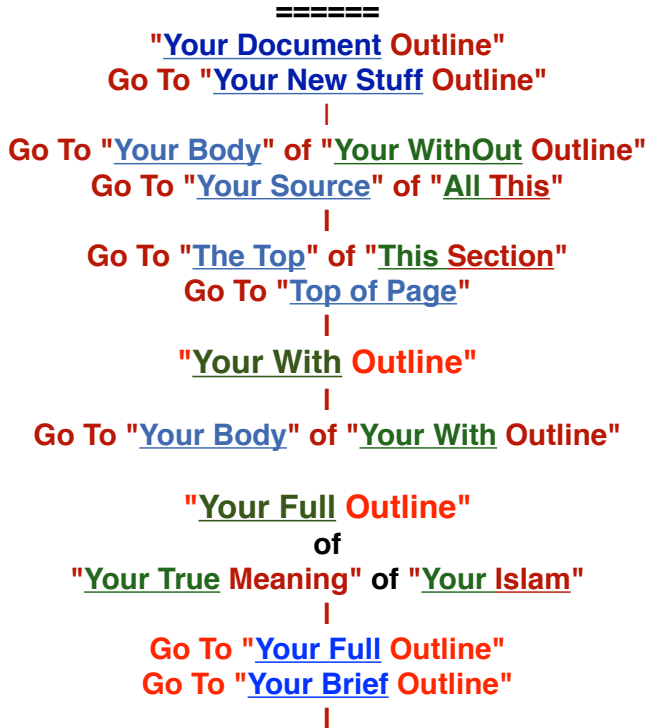 ======
"Your Document Outline"
Go To "Your New Stuff Outline"
|
Go To "Your Body" of "Your WithOut Outline"
Go To "Your Source" of "All This"
|
Go To "The Top" of "This Section"
Go To "Top of Page"
|
"Your With Outline"
|
Go To "Your Body" of "Your With Outline"
"Your Full Outline"
of
"Your True Meaning" of "Your Islam"
|
Go To "Your Full Outline"
Go To "Your Brief Outline"
|